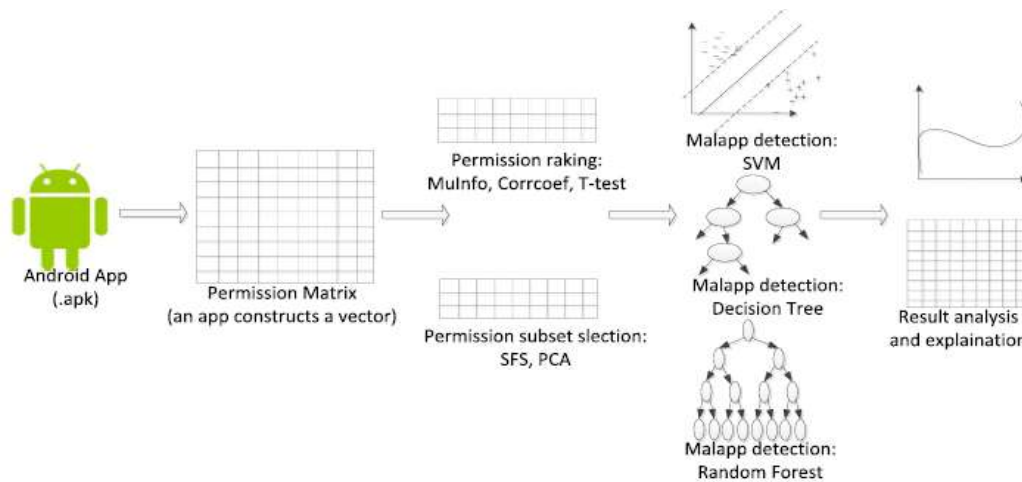 Android App
(.apk)
Permission Matrix
(an app constructs a vector)
Permission raking:
MuInfo, Corrcoef, T-test
Permission subset slection:
SFS, PCA
Malapp detection:
SVM
Malapp detection:
Decision Tree
Malapp detection:
Random Forest
Result analysis
and explaination